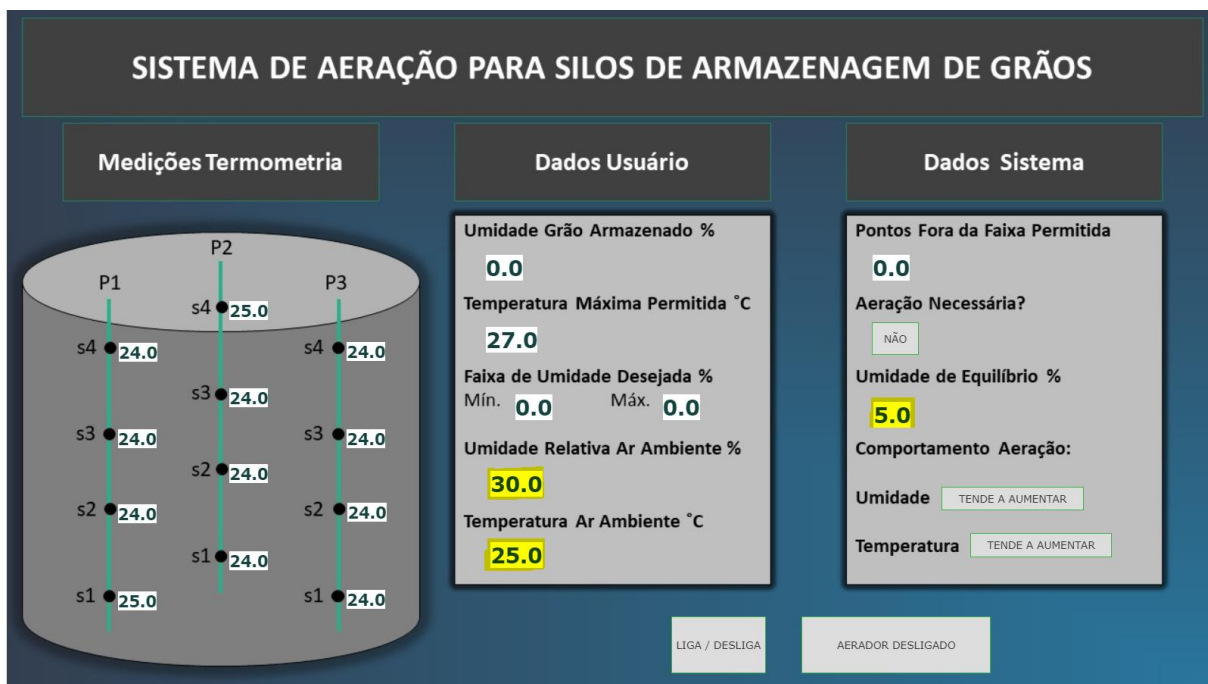 SISTEMA DE AERAÇÃO PARA SILOS DE ARMAZENAGEM DE GRÃOS
Medições Termometria
P1
P2
P3
s4 25.0
s4 24.0
s4 24.0
s3 24.0
s3 24.0
s3 24.0
s2 24.0
s2 24.0
s2 24.0
s1 24.0
s1 25.0
s1 24.0
Dados Usuário
Umidade Grão Armazenado %
0.0
Temperatura Máxima Permitida °C
27.0
Faixa de Umidade Desejada %
Mín. 0.0 Máx. 0.0
Umidade Relativa Ar Ambiente %
30.0
Temperatura Ar Ambiente °C
25.0
Dados Sistema
Pontos Fora da Faixa Permitida
0.0
Aeração Necessária?
NÃO
Umidade de Equilíbrio %
5.0
Comportamento Aeração:
Umidade TENDE A AUMENTAR
Temperatura TENDE A AUMENTAR
LIGA / DESLIGA
AERADOR DESLIGADO